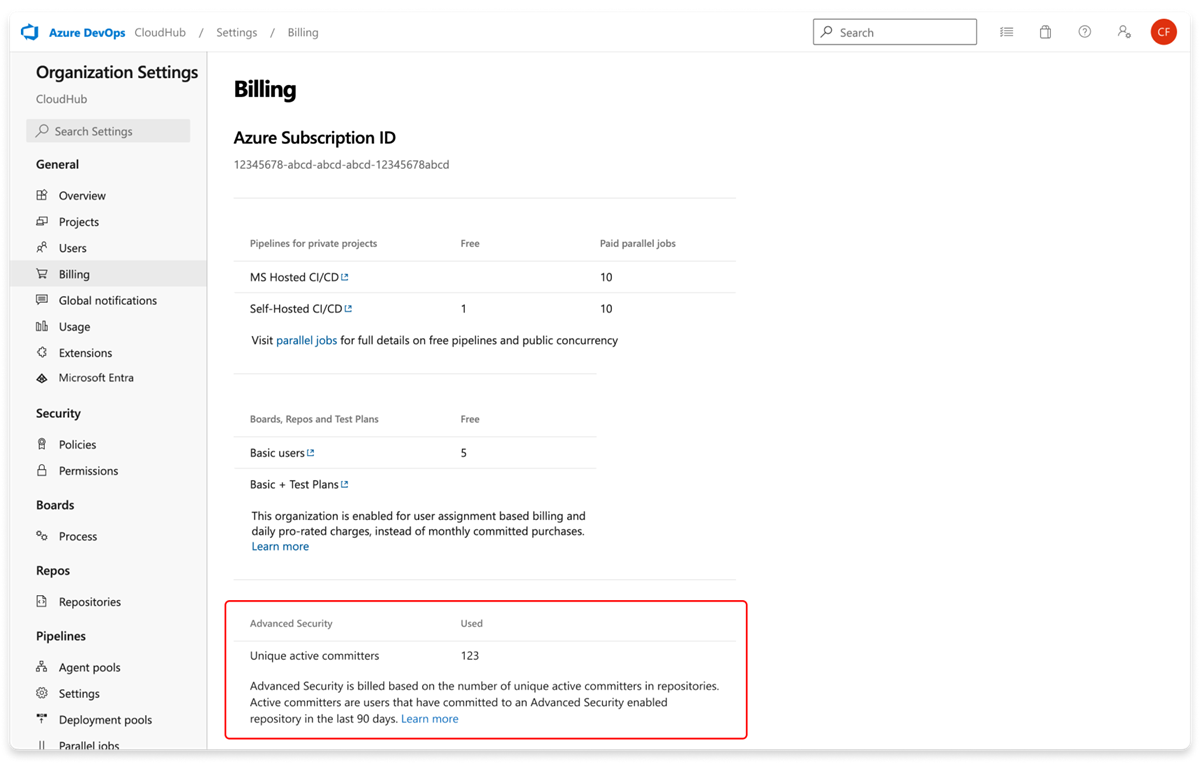 Azure DevOps CloudHub / Settings / Billing
Search
CF
Organization Settings
CloudHub
Search Settings
General
Overview
Projects
Users
Billing
Global notifications
Usage
Extensions
Microsoft Entra
Security
Policies
Permissions
Boards
Process
Repos
Repositories
Pipelines
Agent pools
Settings
Deployment pools
Parallel jobs
Billing
Azure Subscription ID
12345678-abcd-abcd-abcd-12345678abcd
Pipelines for private projects Free Paid parallel jobs
MS Hosted CI/CD 10
Self-Hosted CI/CD 1 10
Visit parallel jobs for full details on free pipelines and public concurrency
Boards, Repos and Test Plans Free
Basic users 5
Basic + Test Plans
This organization is enabled for user assignment based billing and
daily pro-rated charges, instead of monthly committed purchases.
Learn more
Advanced Security Used
Unique active committers 123
Advanced Security is billed based on the number of unique active committers in repositories.
Active committers are users that have committed to an Advanced Security enabled
repository in the last 90 days. Learn more